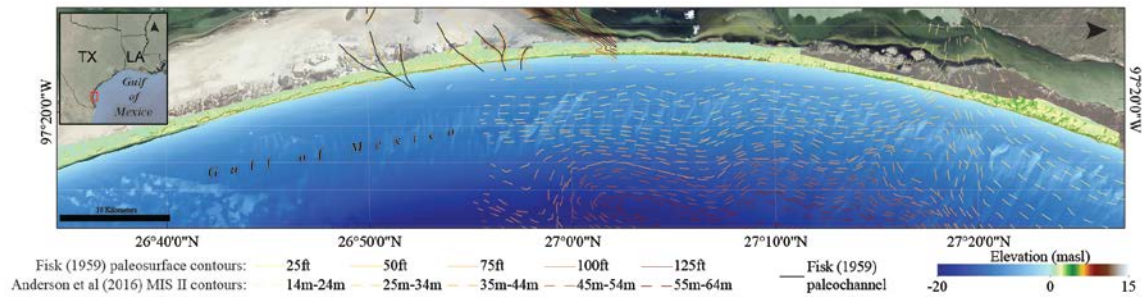 TX
LA
Gulf
of
Mexico
97°20'0"W
97°20'0"W
Gulf of Mexico
10 Kilometers
26°40'0"N
26°50'0"N
27°0'0"N
27°10'0"N
27°20'0"N
Fisk (1959) paleosurface contours: 25ft 50ft 75ft 100ft 125ft
Anderson et al (2016) MIS II contours: 14m-24m 25m-34m 35m-44m 45m-54m 55m-64m
Fisk (1959)
paleochannel
Elevation (masl)
-20 0 15